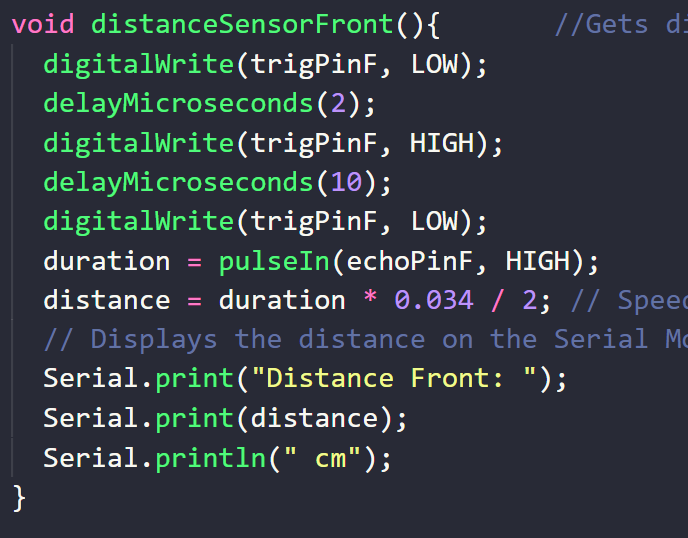 void distanceSensorFront(){ //Gets
digitalWrite(trigPinF, LOW);
delayMicroseconds(2);
digitalWrite(trigPinF, HIGH);
delayMicroseconds(10);
digitalWrite(trigPinF, LOW);
duration = pulseIn(echoPinF, HIGH);
distance = duration * 0.034 / 2; // Speed
// Displays the distance on the Serial
Serial.print("Distance Front: ");
Serial.print(distance);
Serial.println(" cm");
}